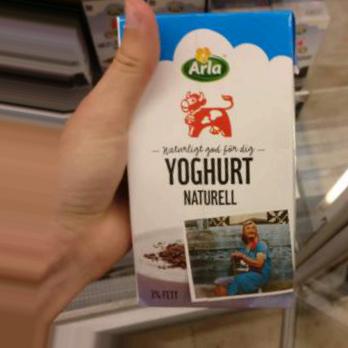 Arla
Naturligt god för dig
YOGHURT
NATURELL
3% FETT